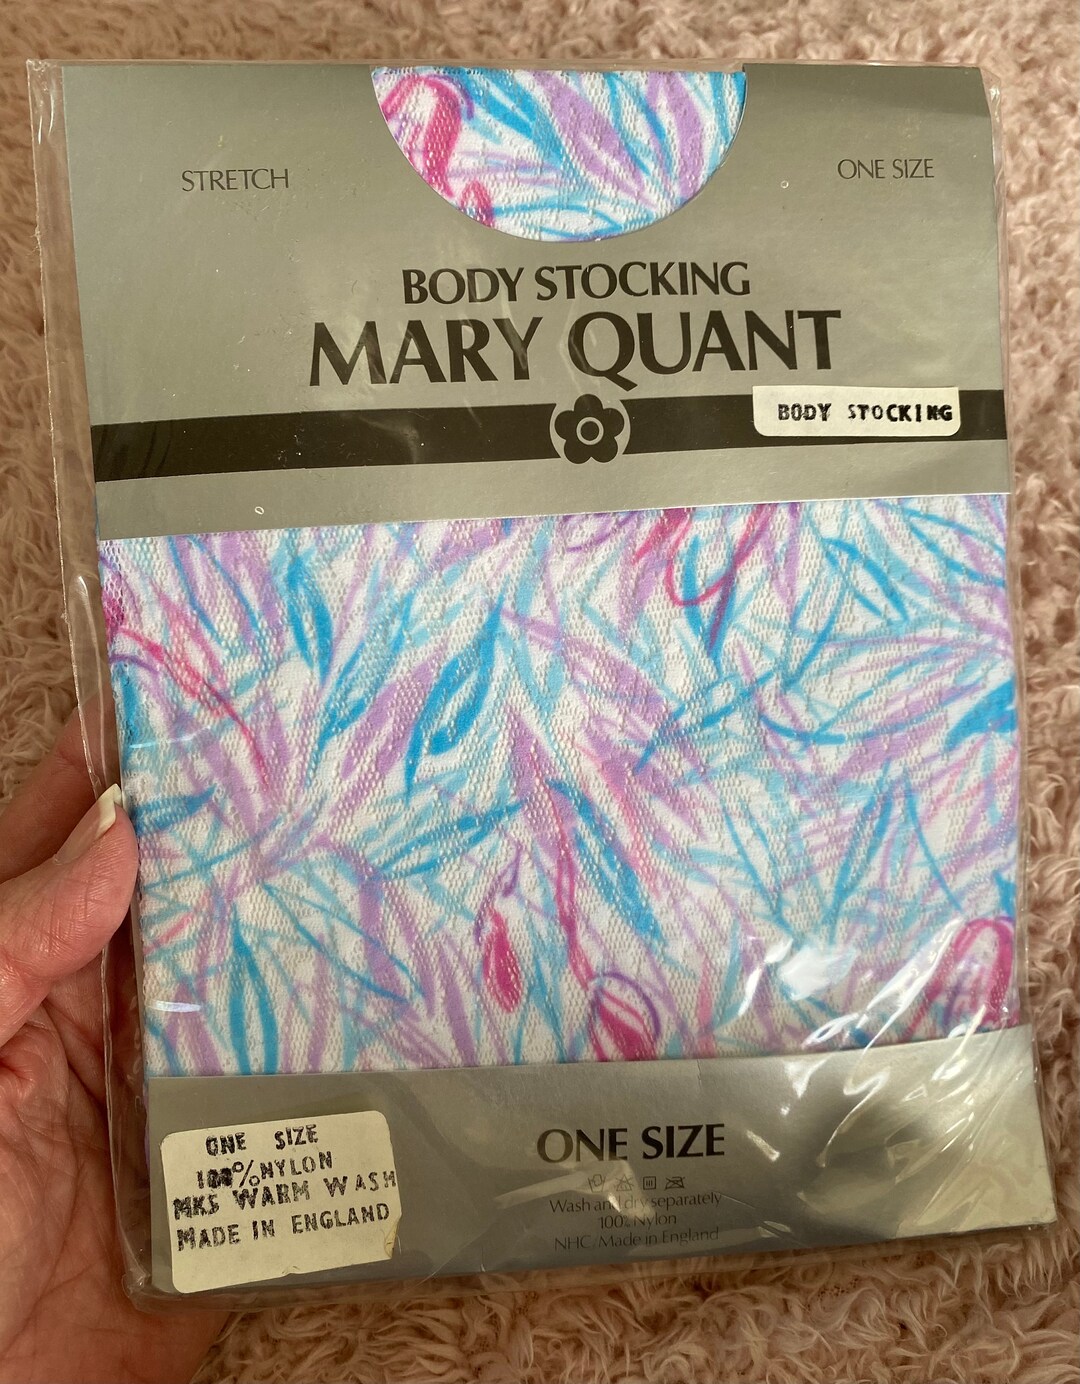 STRETCH
ONE SIZE
BODY STOCKING
MARY QUANT
BODY STOCKING
ONE SIZE
100% NYLON
MKS WARM WASH
MADE IN ENGLAND
ONE SIZE
Wash and dry separately
100% Nylon
NHC/Made in England